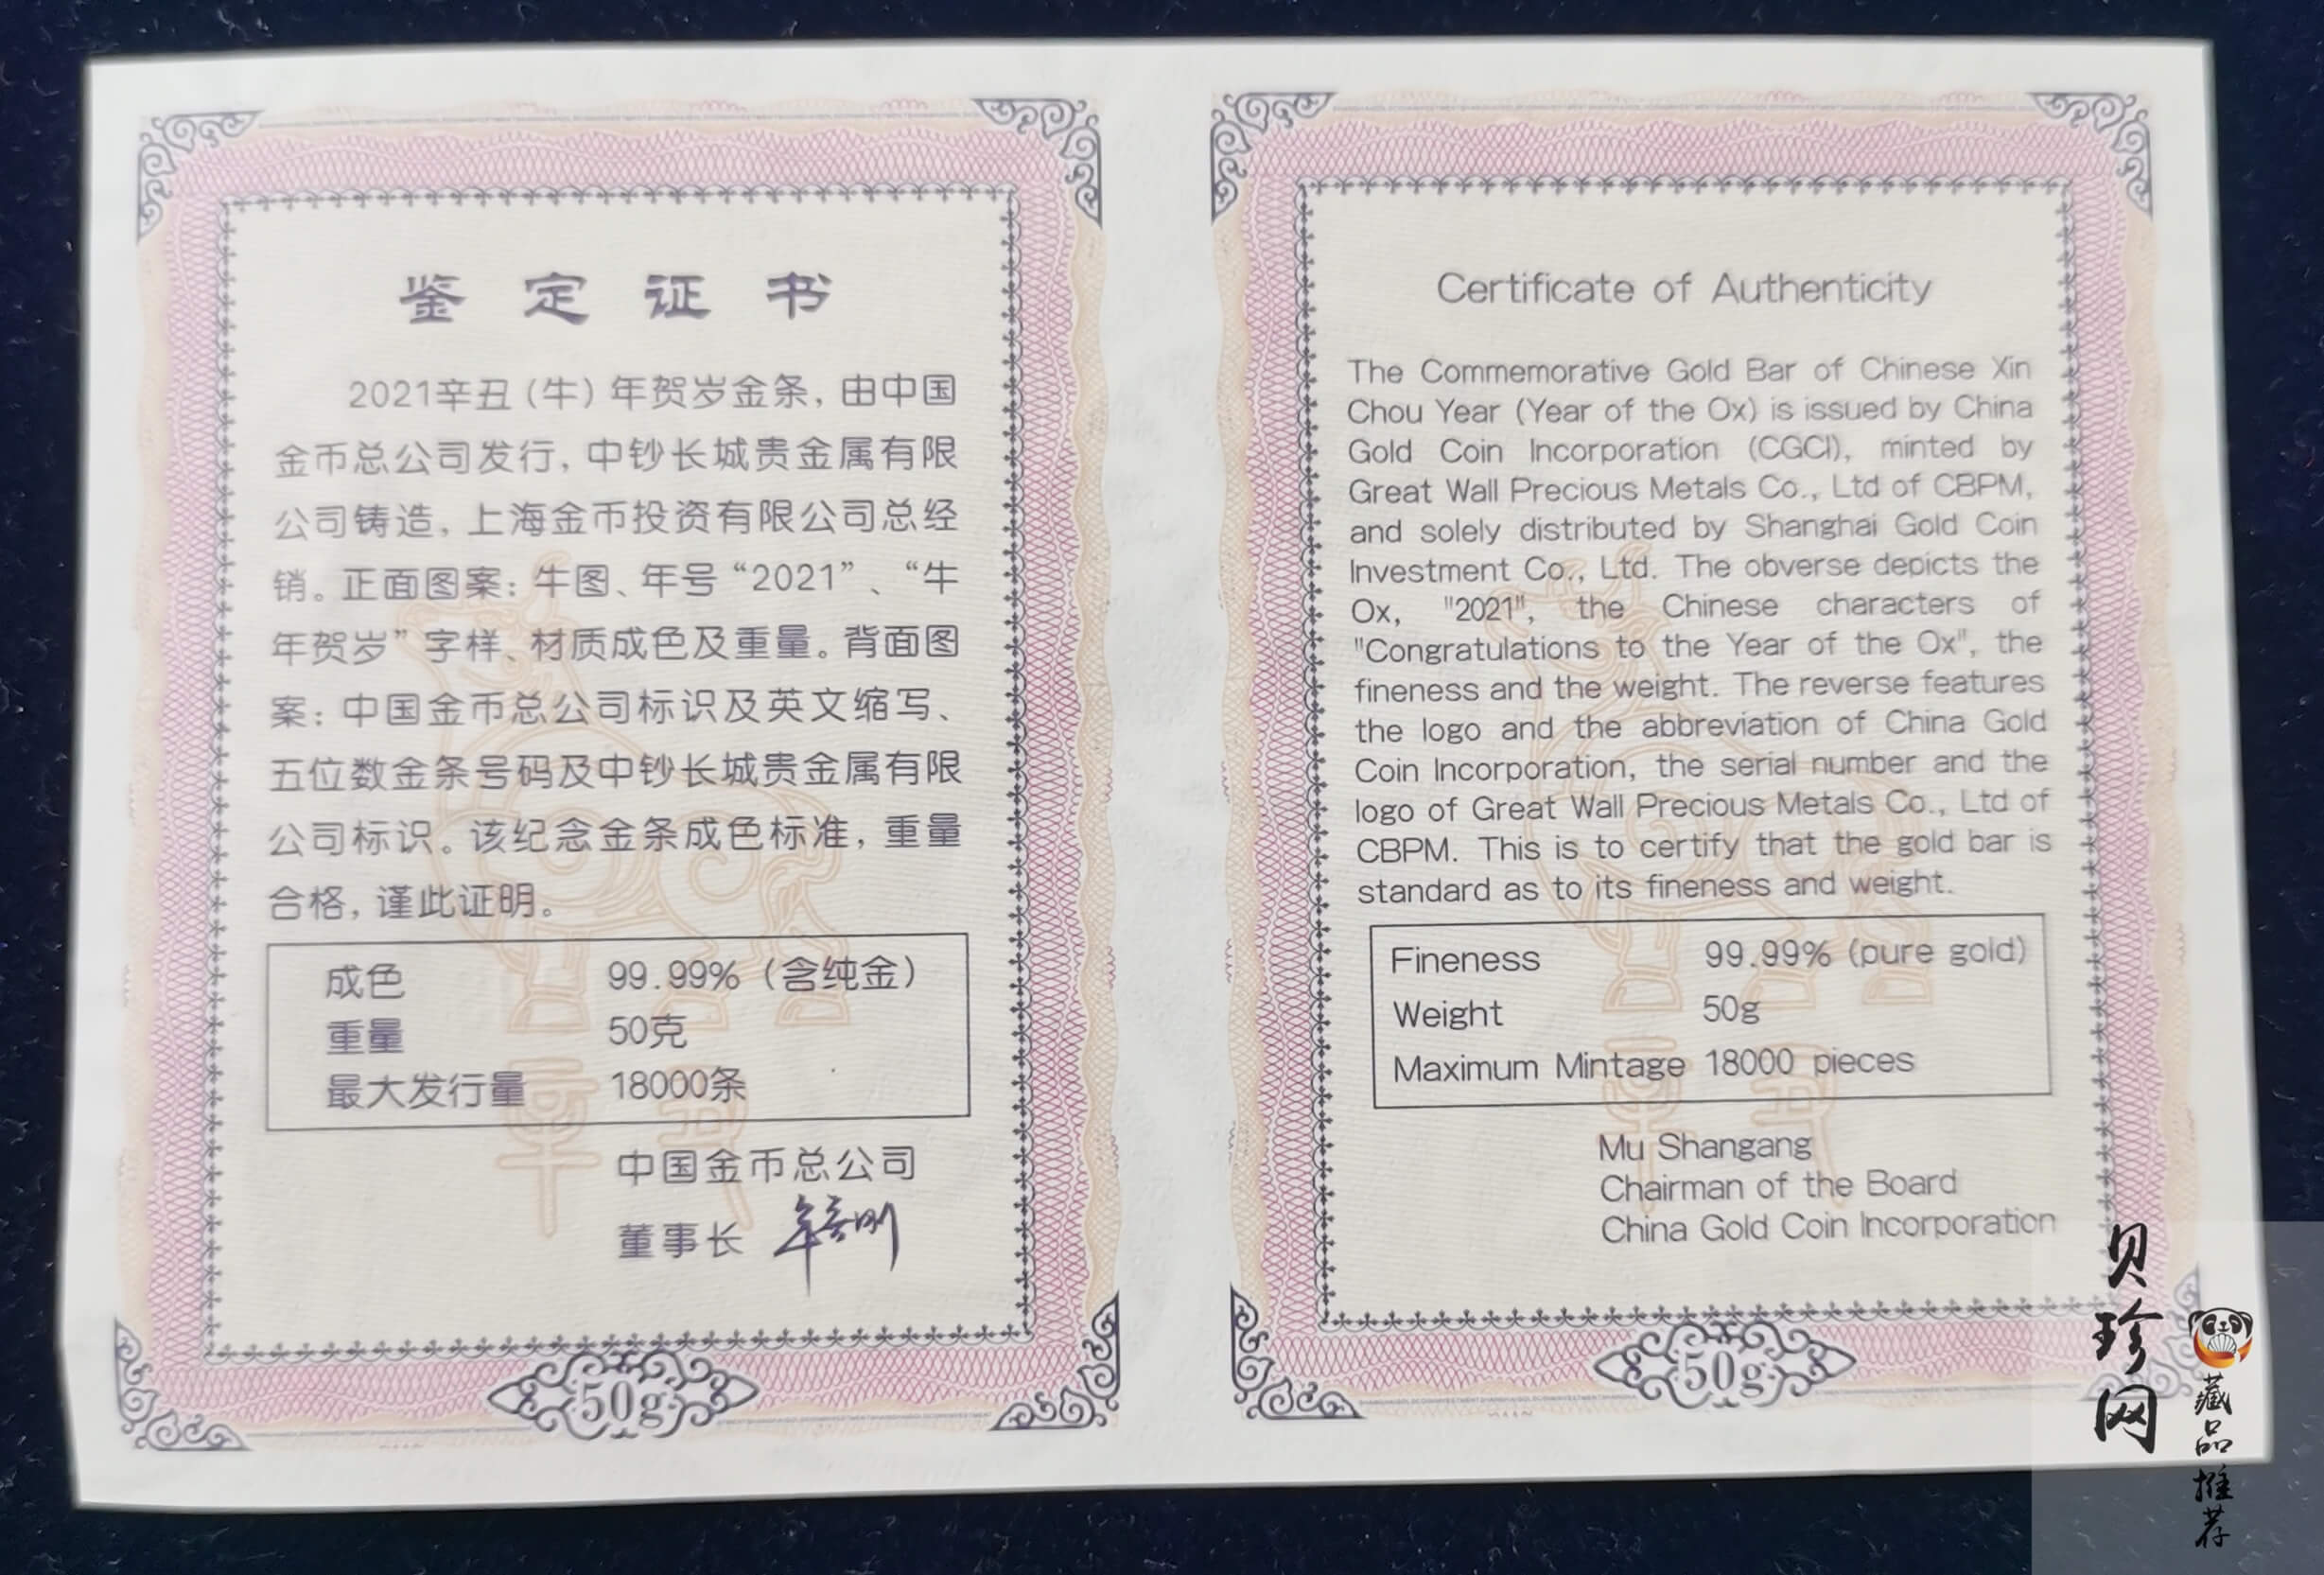 鉴定证书
2021辛丑（牛）年贺岁金条，由中国
金币总公司发行，中钞长城贵金属有限
公司铸造，上海金币投资有限公司总经
销。正面图案：牛图、年号“2021”、“牛
年贺岁”字样、材质成色及重量。背面图
案：中国金币总公司标识及英文缩写、
五位数金条号码及中钞长城贵金属有限
公司标识。该纪念金条成色标准，重量
合格，谨此证明。
成色 99.99%（含纯金）
重量 50克
最大发行量 18000条
中国金币总公司
董事长
50g
Certificate of Authenticity
The Commemorative Gold Bar of Chinese Xin
Chou Year (Year of the Ox) is issued by China
Gold Coin Incorporation (CGCI), minted by
Great Wall Precious Metals Co., Ltd of CBPM,
and solely distributed by Shanghai Gold Coin
Investment Co., Ltd. The obverse depicts the
Ox, "2021", the Chinese characters of
"Congratulations to the Year of the Ox", the
fineness and the weight. The reverse features
the logo and the abbreviation of China Gold
Coin Incorporation, the serial number and the
logo of Great Wall Precious Metals Co., Ltd of
CBPM. This is to certify that the gold bar is
standard as to its fineness and weight.
Fineness 99.99% (pure gold)
Weight 50g
Maximum Mintage 18000 pieces
Mu Shangang
Chairman of the Board
China Gold Coin Incorporation
50g
贝珍网
藏品推荐